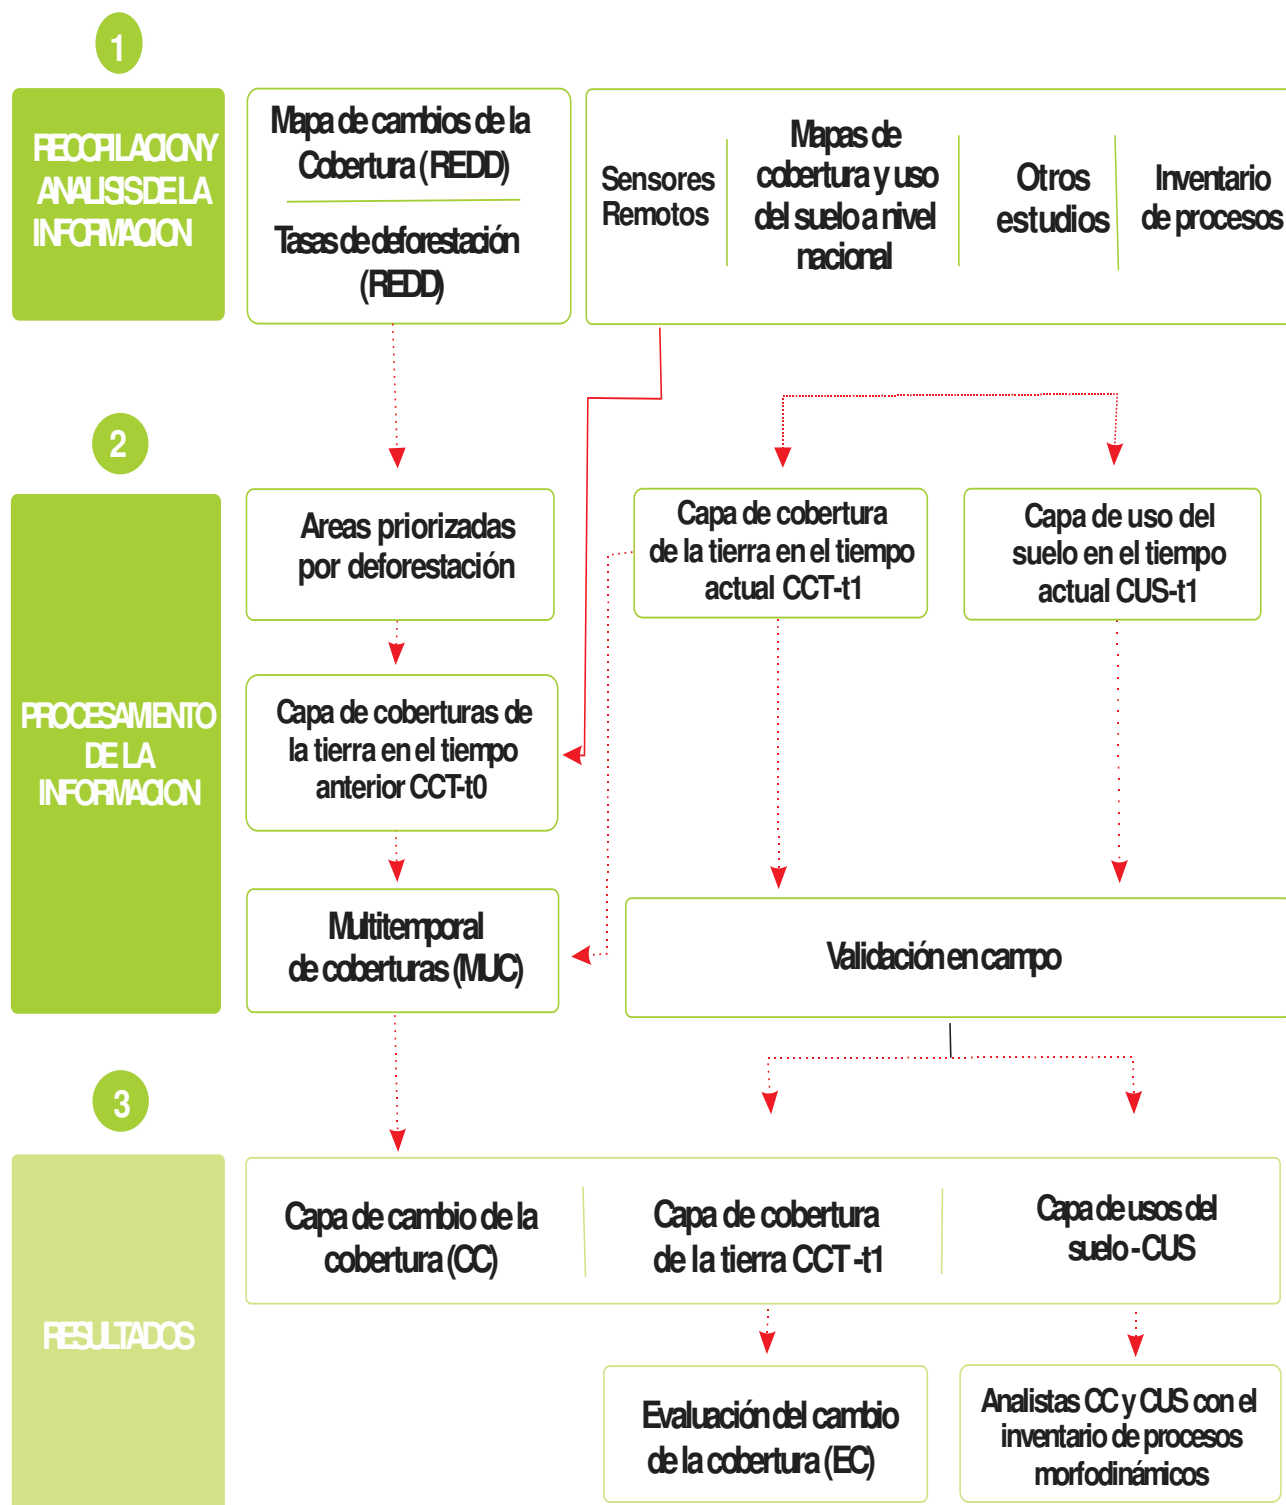 1
RECOPILACION Y
ANALISIS DE LA
INFORMACION
Mapa de cambios de la
Cobertura (REDD)
Tasas de deforestación
(REDD)
Sensores
Remotos
Mapas de
cobertura y uso
del suelo a nivel
nacional
Otros
estudios
Inventario
de procesos
2
PROCESAMIENTO
DE LA
INFORMACION
Areas priorizadas
por deforestación
Capa de cobertura
de la tierra en el tiempo
actual CCT-t1
Capa de uso del
suelo en el tiempo
actual CUS-t1
Capa de coberturas de
la tierra en el tiempo
anterior CCT-t0
Multitemporal
de coberturas (MUC)
Validación en campo
3
RESULTADOS
Capa de cambio de la
cobertura (CC)
Capa de cobertura
de la tierra CCT -t1
Capa de usos del
suelo - CUS
Evaluación del cambio
de la cobertura (EC)
Analistas CC y CUS con el
inventario de procesos
morfodinámicos